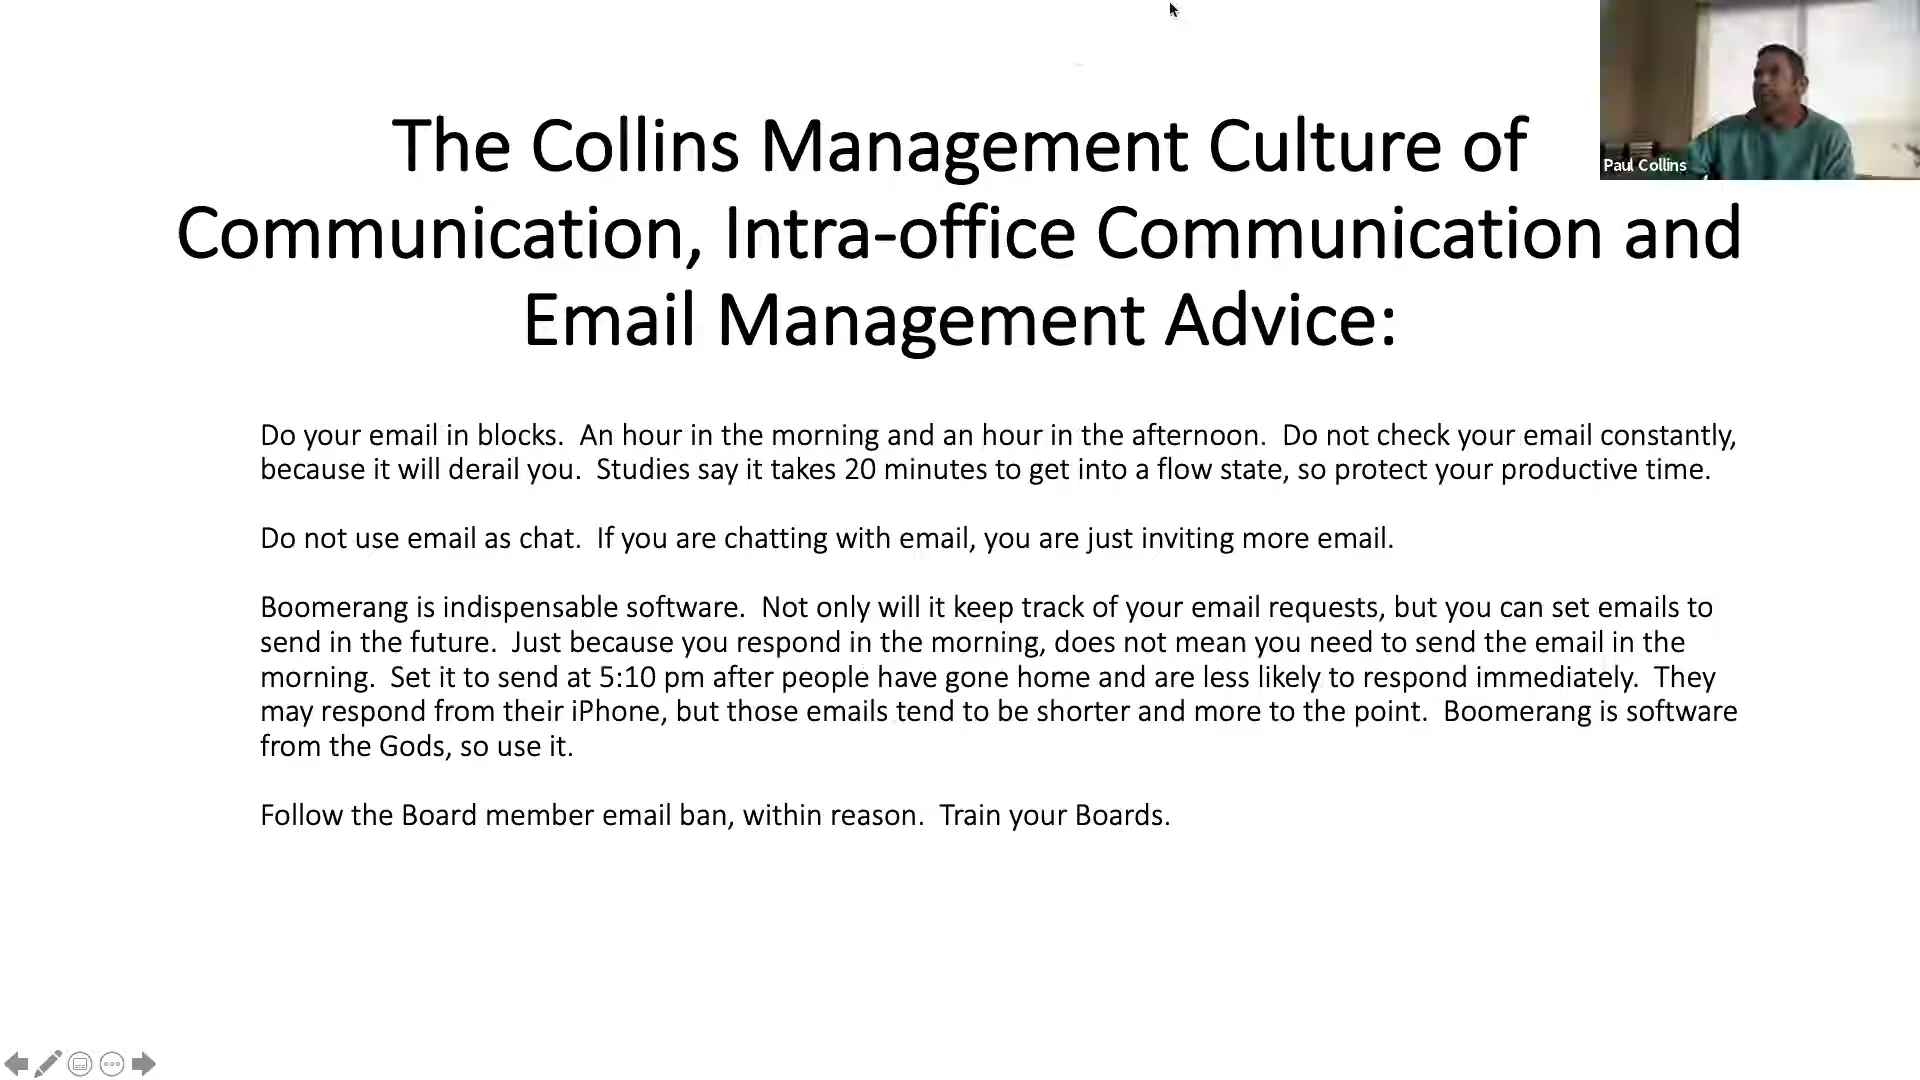 The Collins Management Culture of
Communication, Intra-office Communication and
Email Management Advice:
Paul Collins
Do your email in blocks.  An hour in the morning and an hour in the afternoon.  Do not check your email constantly,
because it will derail you.  Studies say it takes 20 minutes to get into a flow state, so protect your productive time.
Do not use email as chat.  If you are chatting with email, you are just inviting more email.
Boomerang is indispensable software.  Not only will it keep track of your email requests, but you can set emails to
send in the future.  Just because you respond in the morning, does not mean you need to send the email in the
morning.  Set it to send at 5:10 pm after people have gone home and are less likely to respond immediately.  They
may respond from their iPhone, but those emails tend to be shorter and more to the point.  Boomerang is software
from the Gods, so use it.
Follow the Board member email ban, within reason.  Train your Boards.